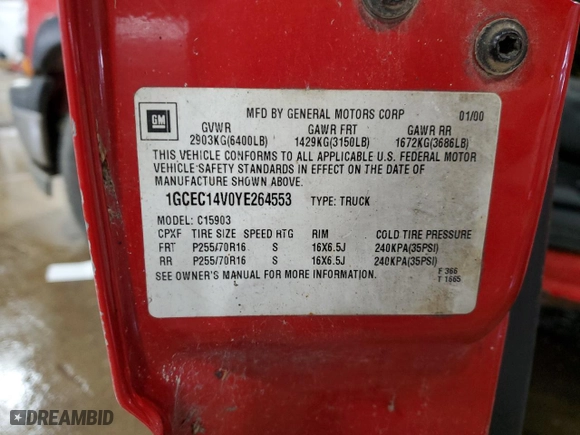 GM
MFD BY GENERAL MOTORS CORP 01/00
GVWR GAWR FRT GAWR RR
2903KG(6400LB) 1429KG(3150LB) 1672KG(3686LB)
THIS VEHICLE CONFORMS TO ALL APPLICABLE U.S. FEDERAL MOTOR
VEHICLE SAFETY STANDARDS IN EFFECT ON THE DATE OF
MANUFACTURE SHOWN ABOVE.
1GCEC14V0YE264553 TYPE: TRUCK
MODEL: C15903
CPXF TIRE SIZE SPEED RTG RIM COLD TIRE PRESSURE
FRT P255/70R16 S 16X6.5J 240KPA(35PSI)
RR P255/70R16 S 16X6.5J 240KPA(35PSI)
SEE OWNER'S MANUAL FOR MORE INFORMATION.
F 366
T 1665
DREAMBID